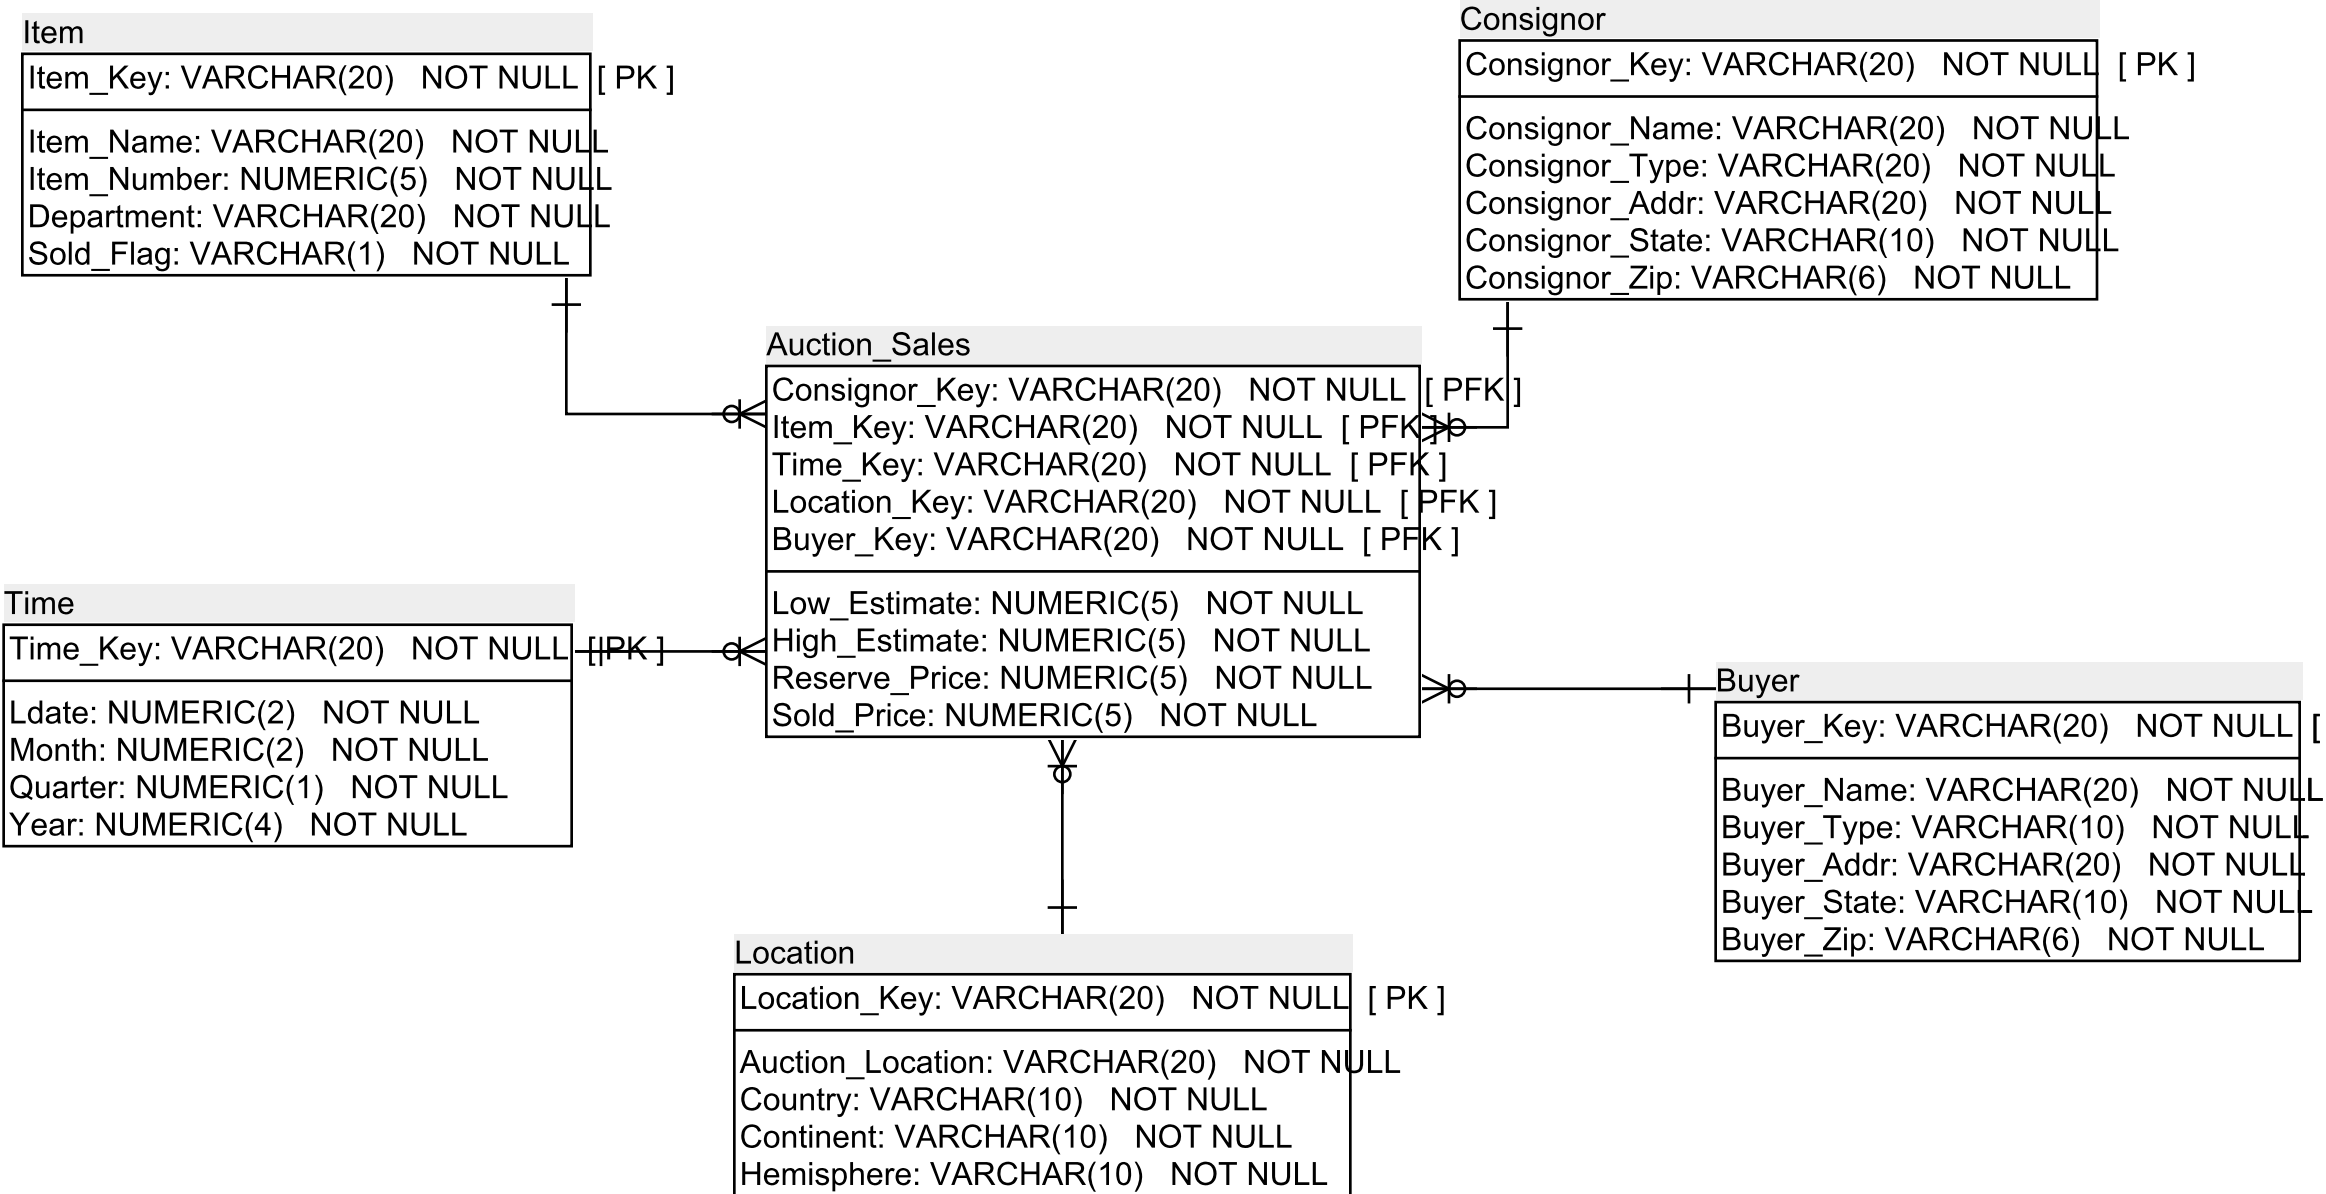 Item
Item_Key: VARCHAR(20) NOT NULL [ PK ]
Item_Name: VARCHAR(20) NOT NULL
Item_Number: NUMERIC(5) NOT NULL
Department: VARCHAR(20) NOT NULL
Sold_Flag: VARCHAR(1) NOT NULL
Consignor
Consignor_Key: VARCHAR(20) NOT NULL [ PK ]
Consignor_Name: VARCHAR(20) NOT NULL
Consignor_Type: VARCHAR(20) NOT NULL
Consignor_Addr: VARCHAR(20) NOT NULL
Consignor_State: VARCHAR(10) NOT NULL
Consignor_Zip: VARCHAR(6) NOT NULL
Auction_Sales
Consignor_Key: VARCHAR(20) NOT NULL [ PFK ]
Item_Key: VARCHAR(20) NOT NULL [ PFK ]
Time_Key: VARCHAR(20) NOT NULL [ PFK ]
Location_Key: VARCHAR(20) NOT NULL [ PFK ]
Buyer_Key: VARCHAR(20) NOT NULL [ PFK ]
Low_Estimate: NUMERIC(5) NOT NULL
High_Estimate: NUMERIC(5) NOT NULL
Reserve_Price: NUMERIC(5) NOT NULL
Sold_Price: NUMERIC(5) NOT NULL
Time
Time_Key: VARCHAR(20) NOT NULL [ PK ]
Ldate: NUMERIC(2) NOT NULL
Month: NUMERIC(2) NOT NULL
Quarter: NUMERIC(1) NOT NULL
Year: NUMERIC(4) NOT NULL
Buyer
Buyer_Key: VARCHAR(20) NOT NULL [
Buyer_Name: VARCHAR(20) NOT NULL
Buyer_Type: VARCHAR(10) NOT NULL
Buyer_Addr: VARCHAR(20) NOT NULL
Buyer_State: VARCHAR(10) NOT NULL
Buyer_Zip: VARCHAR(6) NOT NULL
Location
Location_Key: VARCHAR(20) NOT NULL [ PK ]
Auction_Location: VARCHAR(20) NOT NULL
Country: VARCHAR(10) NOT NULL
Continent: VARCHAR(10) NOT NULL
Hemisphere: VARCHAR(10) NOT NULL